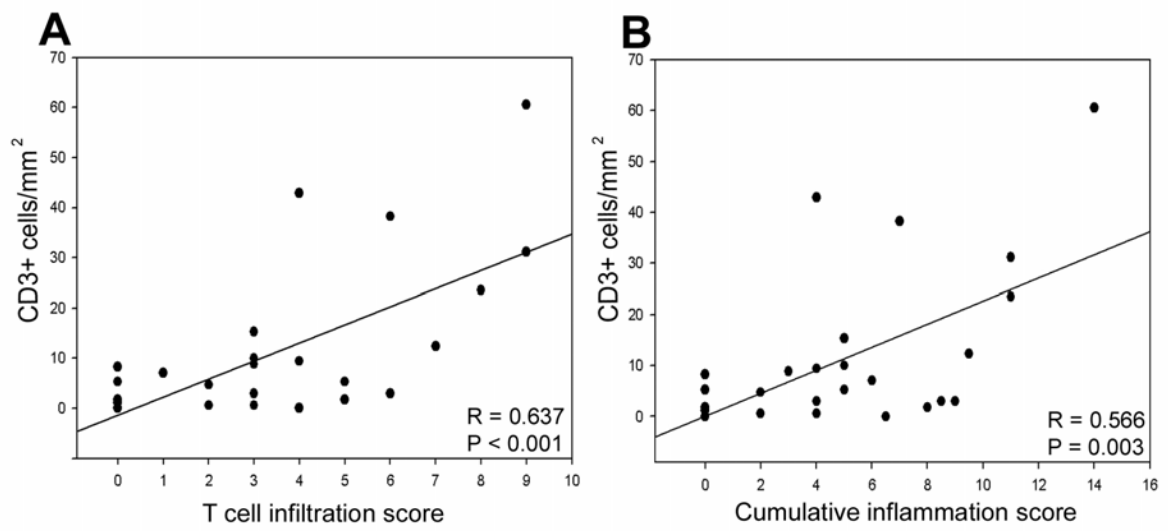 A
70
60
50
40
30
20
10
0
CD3+ cells/mm²
R = 0.637
P < 0.001
0 1 2 3 4 5 6 7 8 9 10
T cell infiltration score
B
70
60
50
40
30
20
10
0
CD3+ cells/mm²
R = 0.566
P = 0.003
0 2 4 6 8 10 12 14 16
Cumulative inflammation score